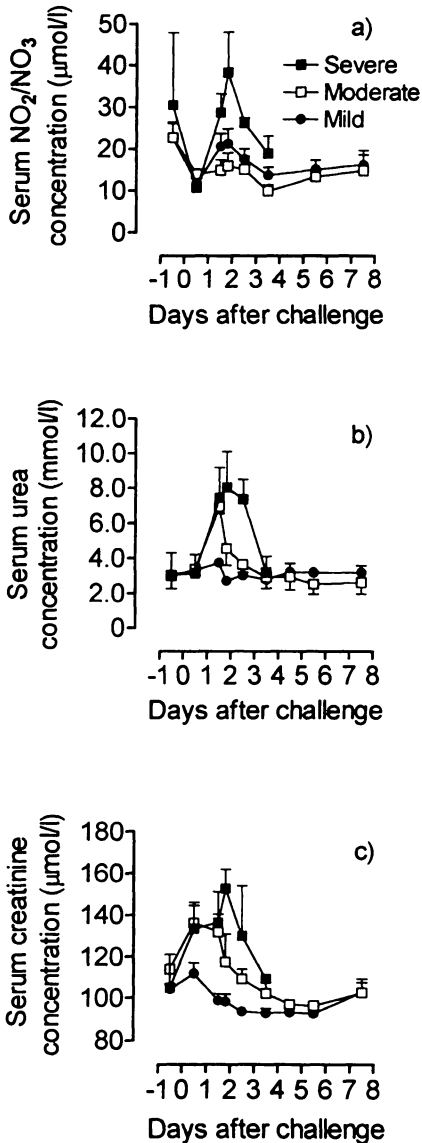 a)
Severe
Moderate
Mild
Serum NO2/NO3
concentration (μmol/l)
50
40
30
20
10
0
-1 0 1 2 3 4 5 6 7 8
Days after challenge
b)
Serum urea
concentration (mmol/l)
12.0
10.0
8.0
6.0
4.0
2.0
0
-1 0 1 2 3 4 5 6 7 8
Days after challenge
c)
Serum creatinine
concentration (μmol/l)
180
160
140
120
100
80
-1 0 1 2 3 4 5 6 7 8
Days after challenge